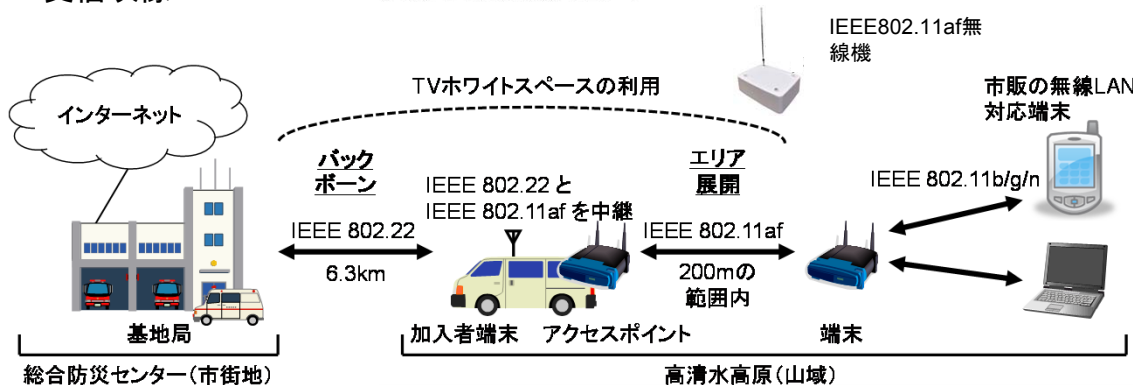 IEEE802.11af無
線機
TVホワイトスペースの利用
市販の無線LAN
対応端末
インターネット
バック
ボーン
エリア
展開
IEEE 802.22 と
IEEE 802.11af を中継
IEEE 802.11b/g/n
IEEE 802.22
IEEE 802.11af
6.3km
200mの
範囲内
基地局
加入者端末
アクセスポイント
端末
総合防災センター(市街地)
高清水高原(山域)